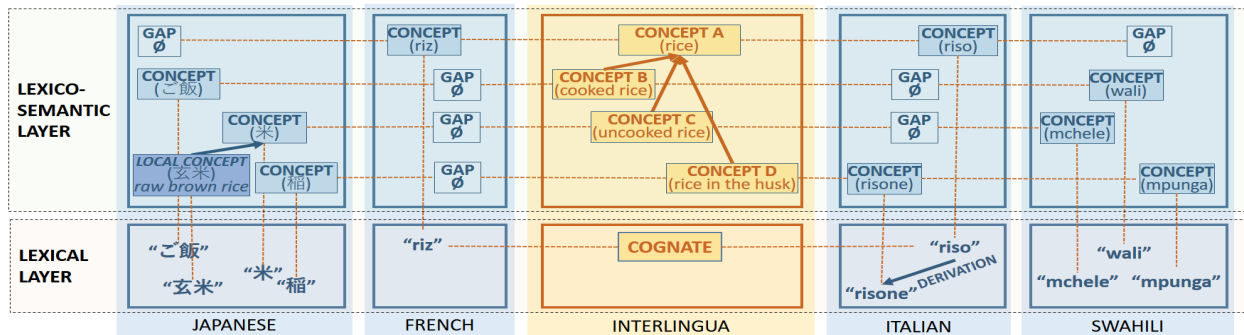 LEXICO-
SEMANTIC
LAYER
GAP
Ø
CONCEPT
(ご飯)
CONCEPT
(米)
LOCAL CONCEPT
(玄米)
raw brown rice
CONCEPT
(稲)
CONCEPT
(riz)
GAP
Ø
GAP
Ø
GAP
Ø
CONCEPT A
(rice)
CONCEPT B
(cooked rice)
CONCEPT C
(uncooked rice)
CONCEPT D
(rice in the husk)
CONCEPT
(riso)
GAP
Ø
GAP
Ø
CONCEPT
(risone)
GAP
Ø
CONCEPT
(wali)
CONCEPT
(mchele)
CONCEPT
(mpunga)
LEXICAL
LAYER
“ご飯”
“玄米”
“米”
“稲”
“riz”
COGNATE
“riso”
DERIVATION
“risone”
“wali”
“mchele”
“mpunga”
JAPANESE
FRENCH
INTERLINGUA
ITALIAN
SWAHILI